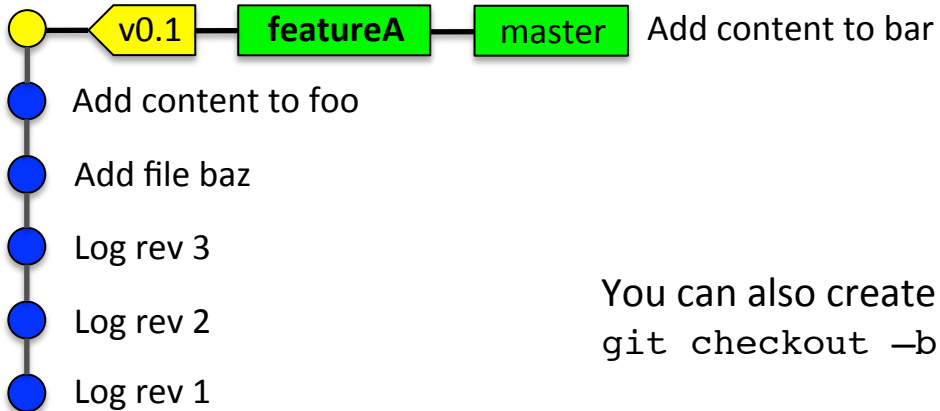 v0.1 featureA master Add content to bar
Add content to foo
Add file baz
Log rev 3
Log rev 2
Log rev 1
You can also create
git checkout –b